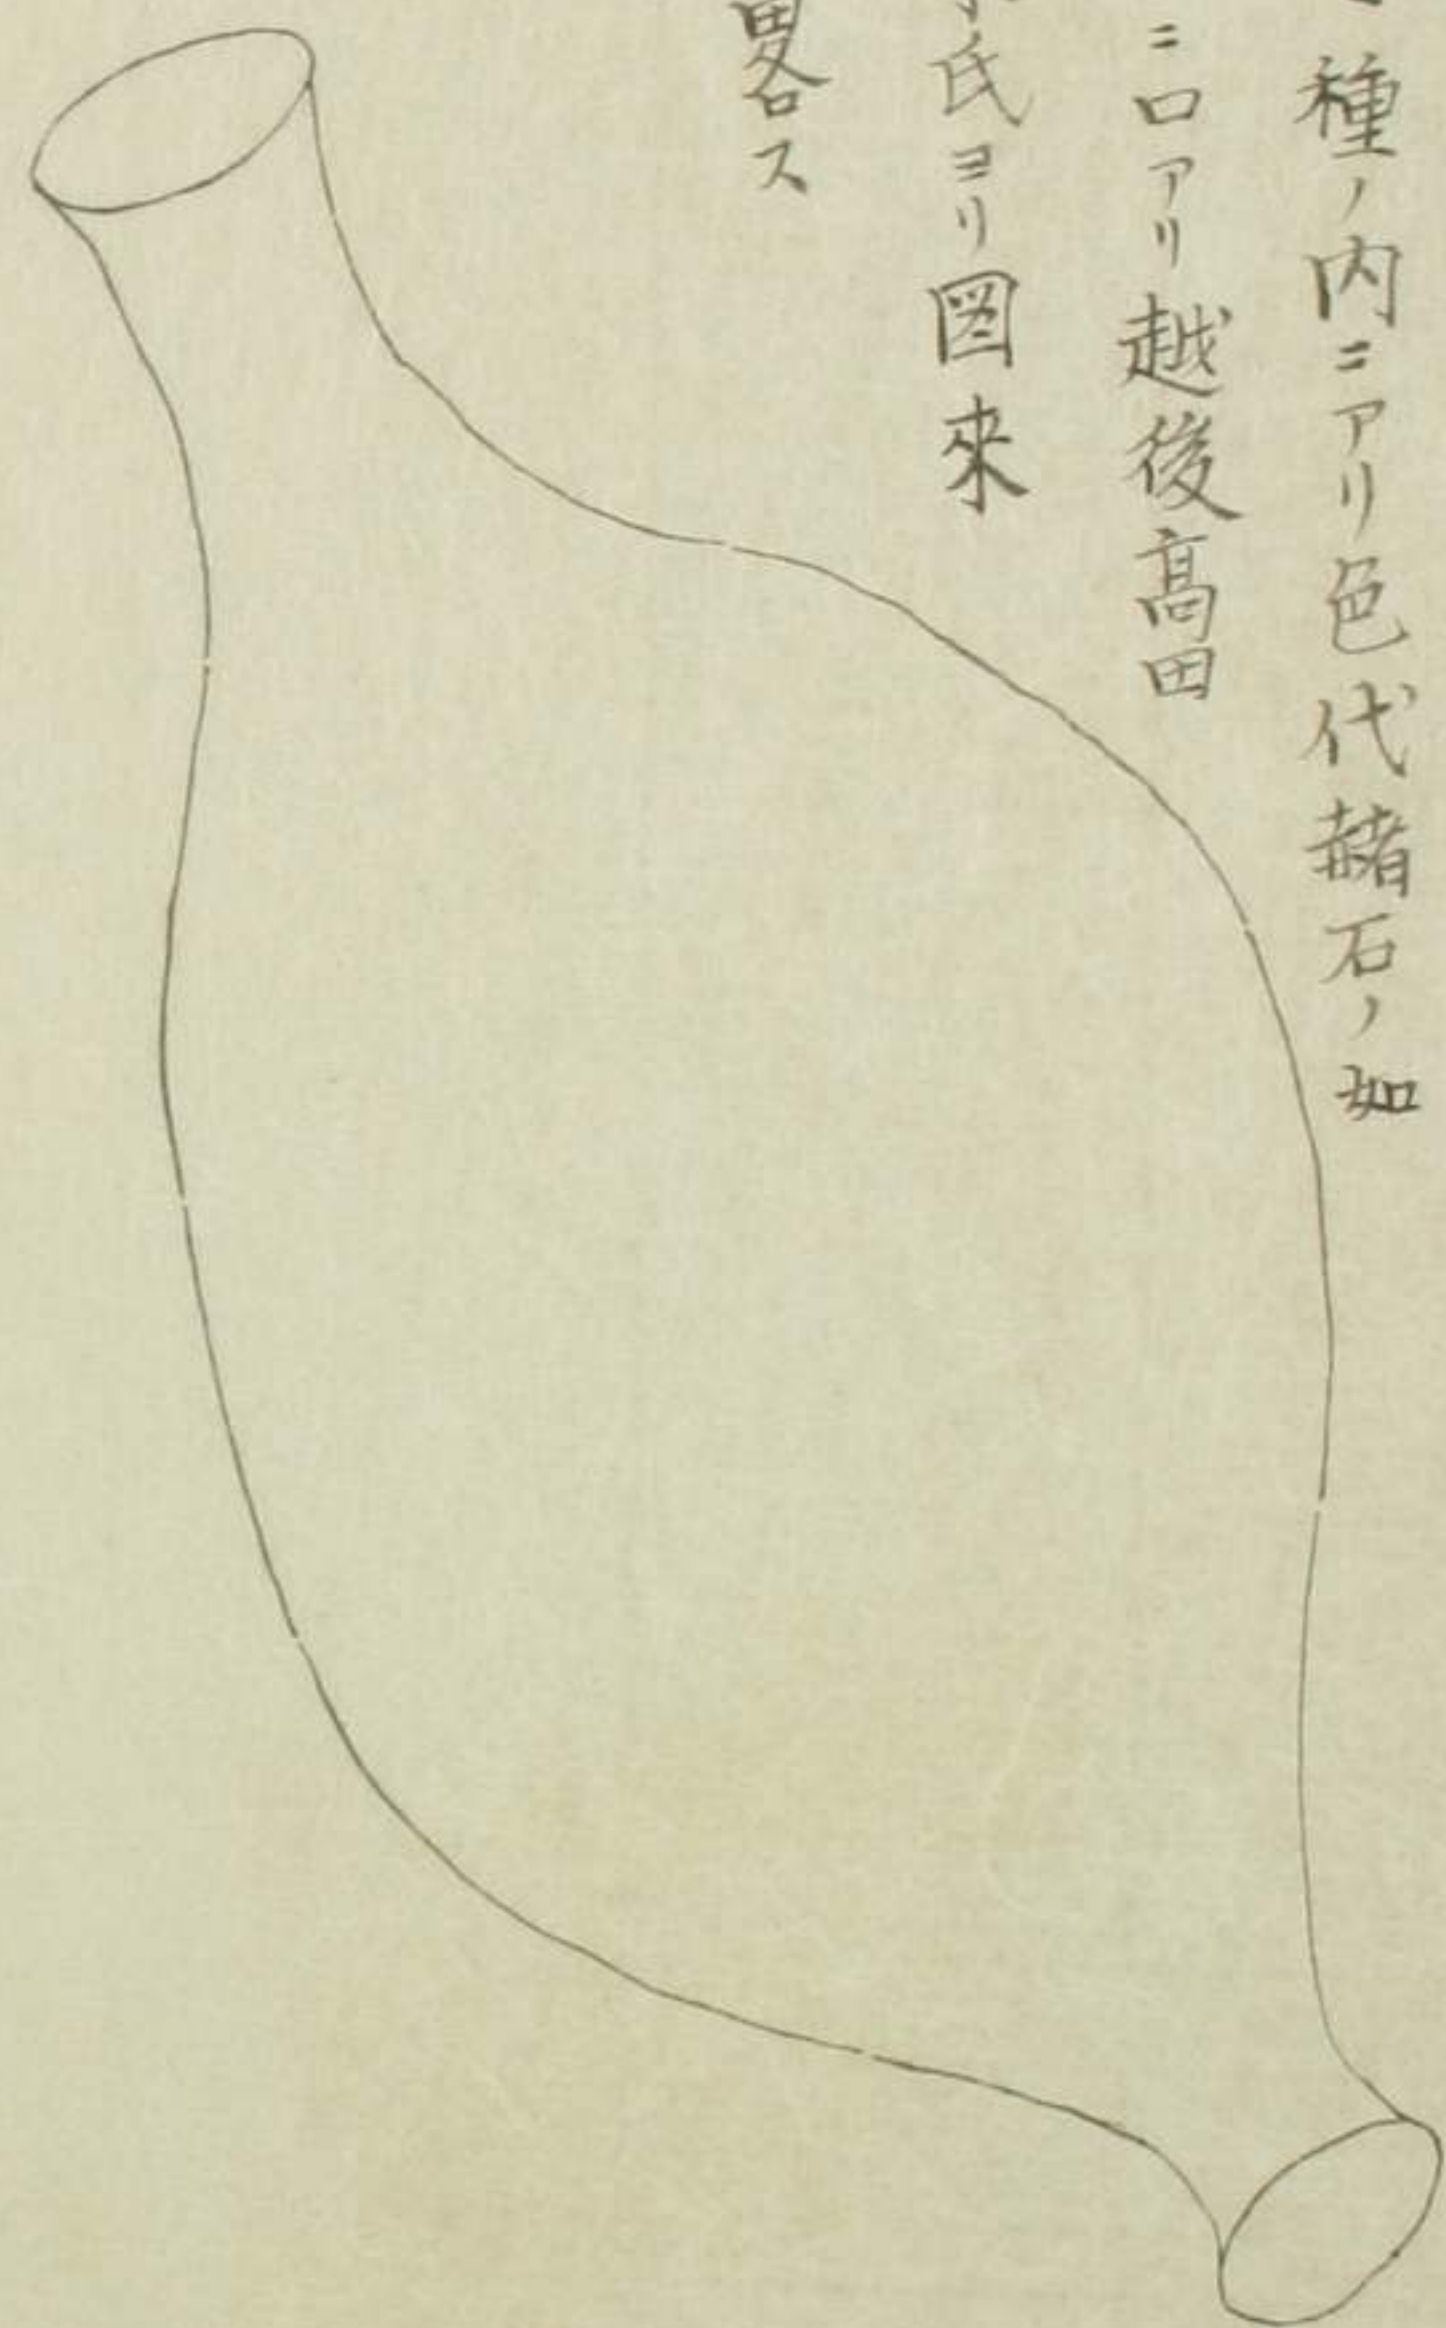 種ノ内ニアリ色代赭石ノ如
ニ口アリ越後高田
氏ヨリ図来
畧ス